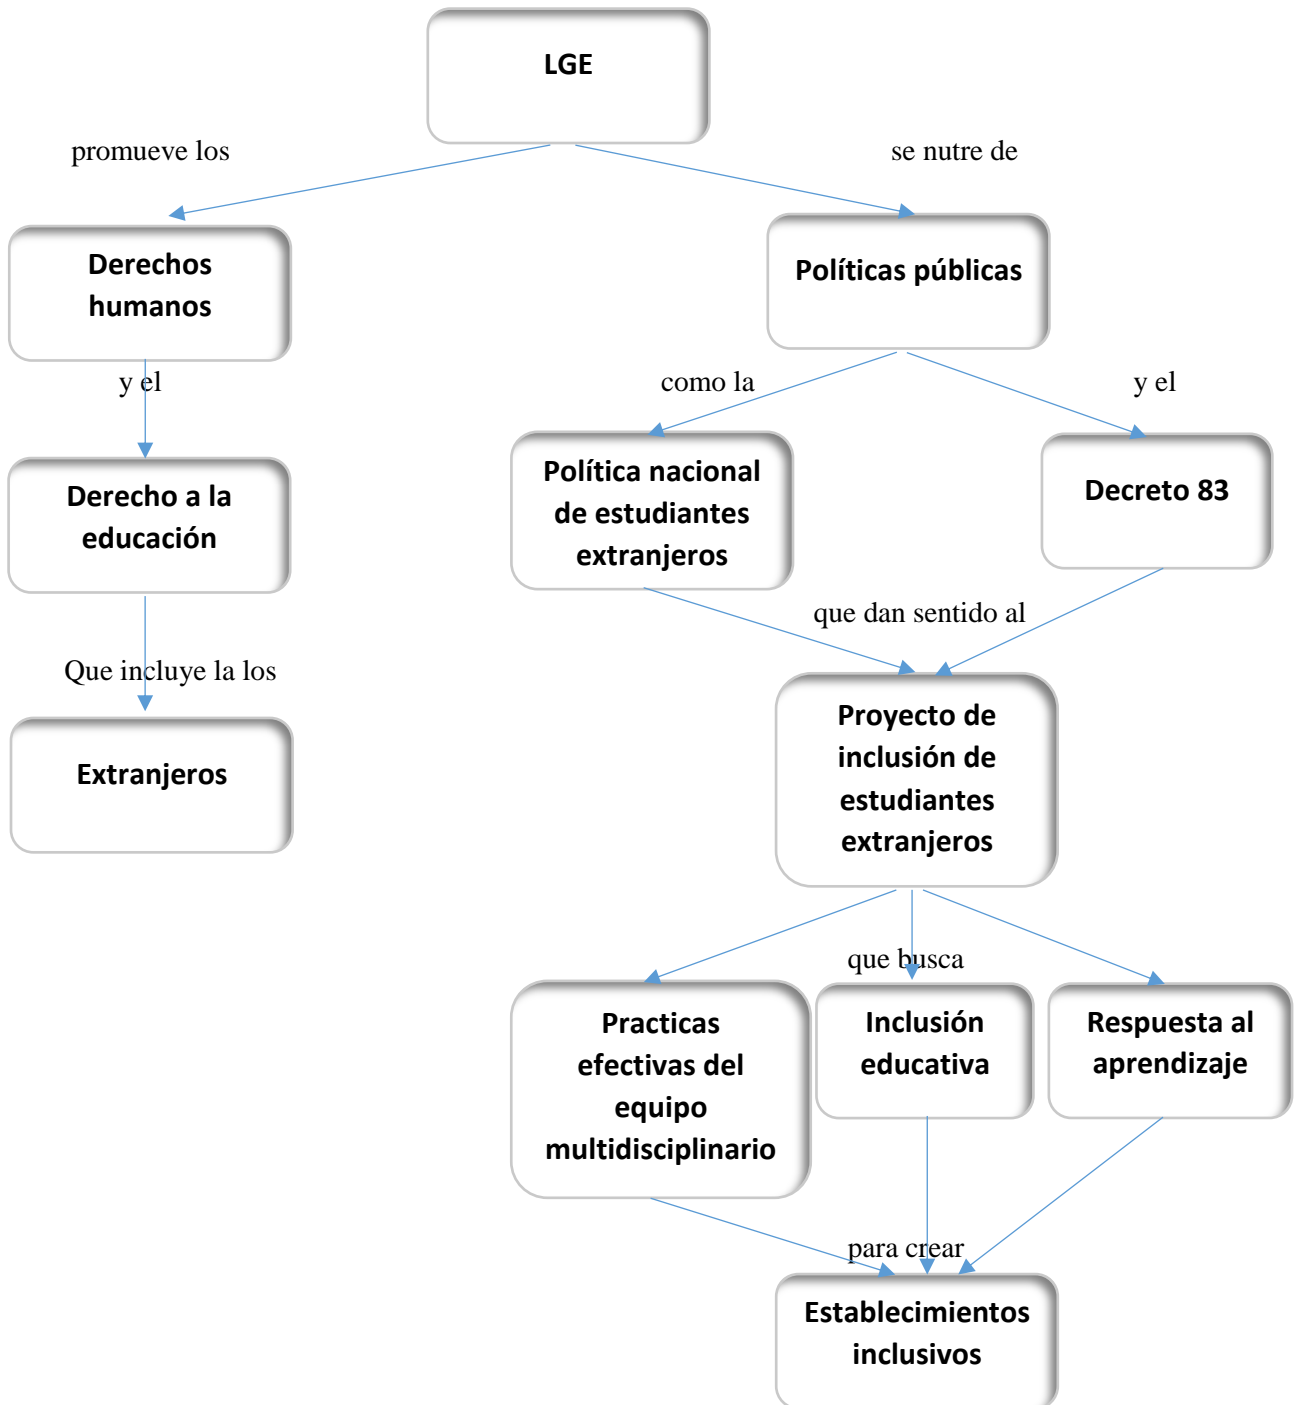 LGE
promueve los
se nutre de
Derechos
humanos
Políticas públicas
y el
como la
y el
Derecho a la
educación
Política nacional
de estudiantes
extranjeros
Decreto 83
que dan sentido al
Que incluye la los
Extranjeros
Proyecto de
inclusión de
estudiantes
extranjeros
que busca
Practicas
efectivas del
equipo
multidisciplinario
Inclusión
educativa
Respuesta al
aprendizaje
para crear
Establecimientos
inclusivos